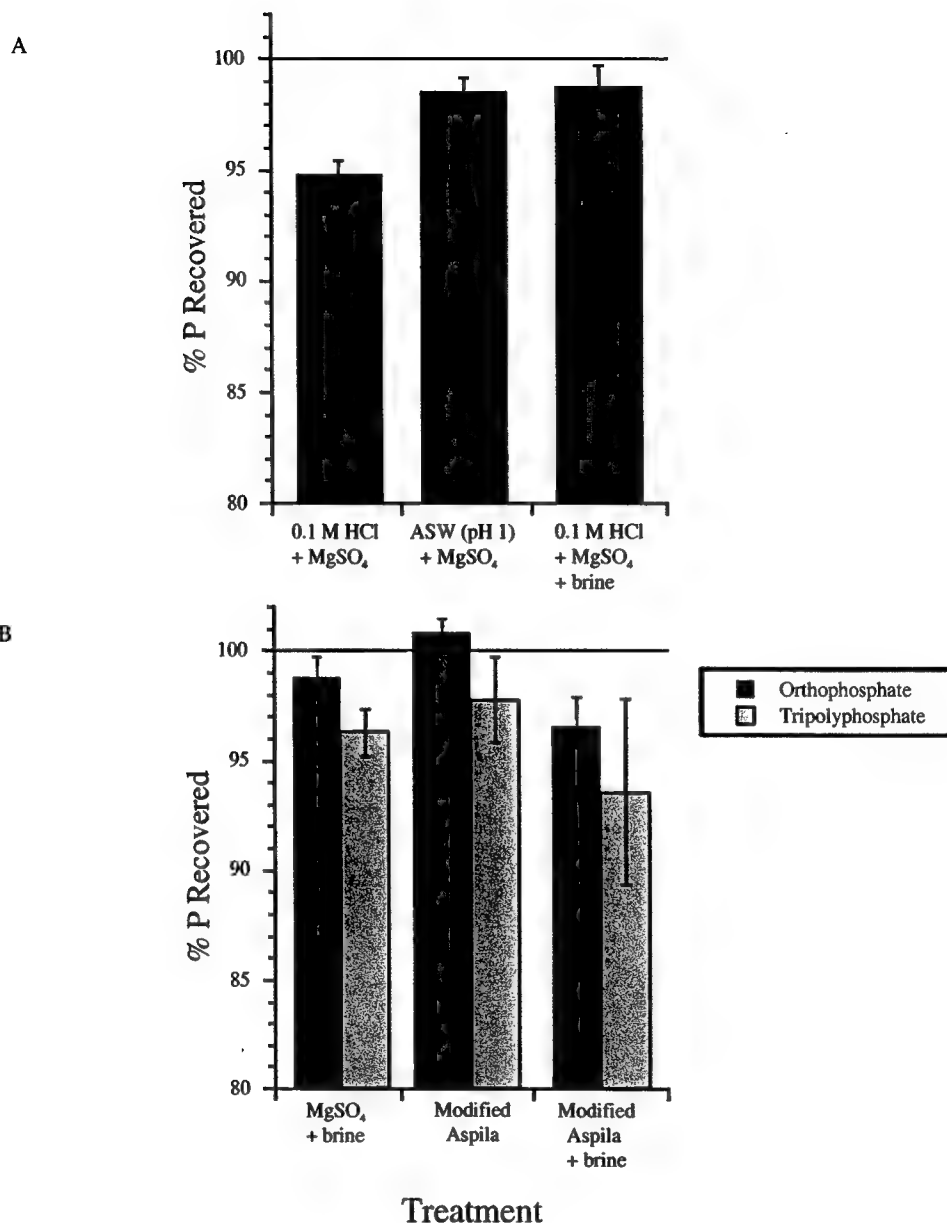 A
100
95
90
85
80
% P Recovered
0.1 M HCl
+ MgSO₄
ASW (pH 1)
+ MgSO₄
0.1 M HCl
+ MgSO₄
+ brine
B
100
95
90
85
80
% P Recovered
Orthophosphate
Tripolyphosphate
MgSO₄
+ brine
Modified
Aspila
Modified
Aspila
+ brine
Treatment